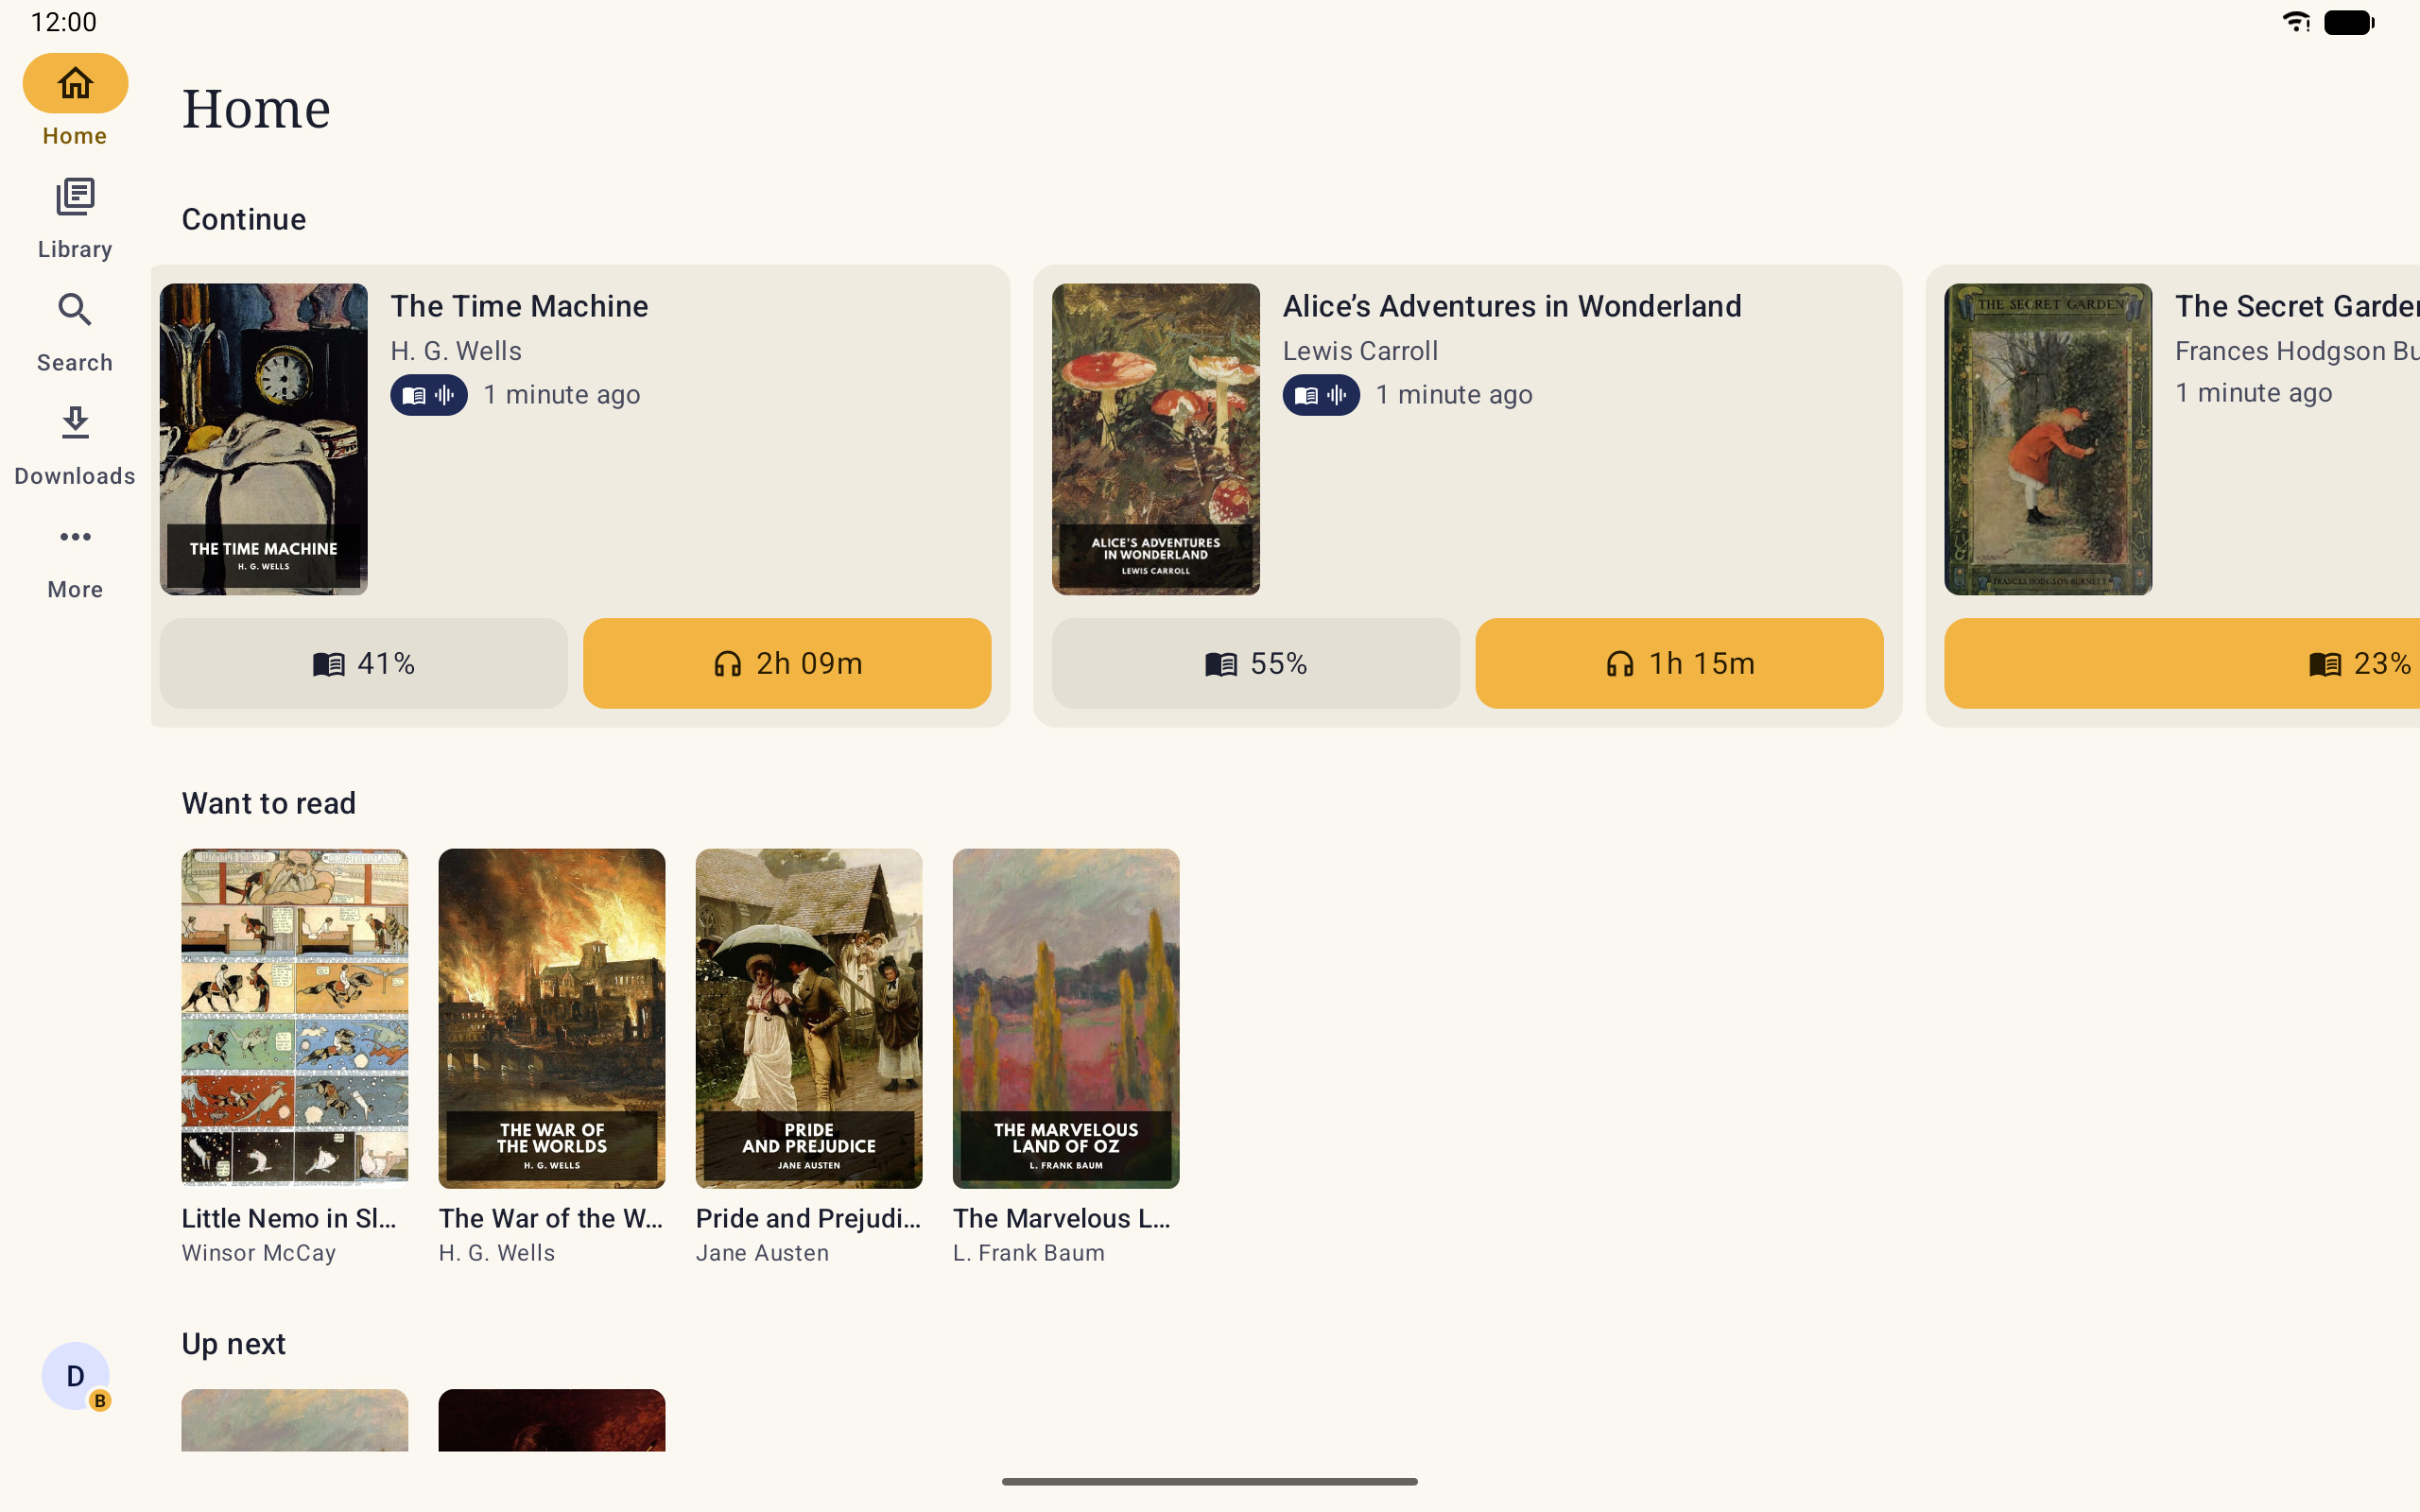 12:00
Home
Library
Search
Downloads
More
D
B
Home
Continue
THE TIME MACHINE
H. G. WELLS
The Time Machine
H. G. Wells
1 minute ago
41%
2h 09m
ALICE'S ADVENTURES
IN WONDERLAND
LEWIS CARROLL
Alice’s Adventures in Wonderland
Lewis Carroll
1 minute ago
55%
1h 15m
THE SECRET GARDEN
FRANCES HODGSON BURNETT
The Secret Garde
Frances Hodgson Bu
1 minute ago
23%
Want to read
Little Nemo in Sl…
Winsor McCay
THE WAR OF
THE WORLDS
H. G. WELLS
The War of the W…
H. G. Wells
PRIDE
AND PREJUDICE
JANE AUSTEN
Pride and Prejudi…
Jane Austen
THE MARVELOUS
LAND OF OZ
L. FRANK BAUM
The Marvelous L…
L. Frank Baum
Up next